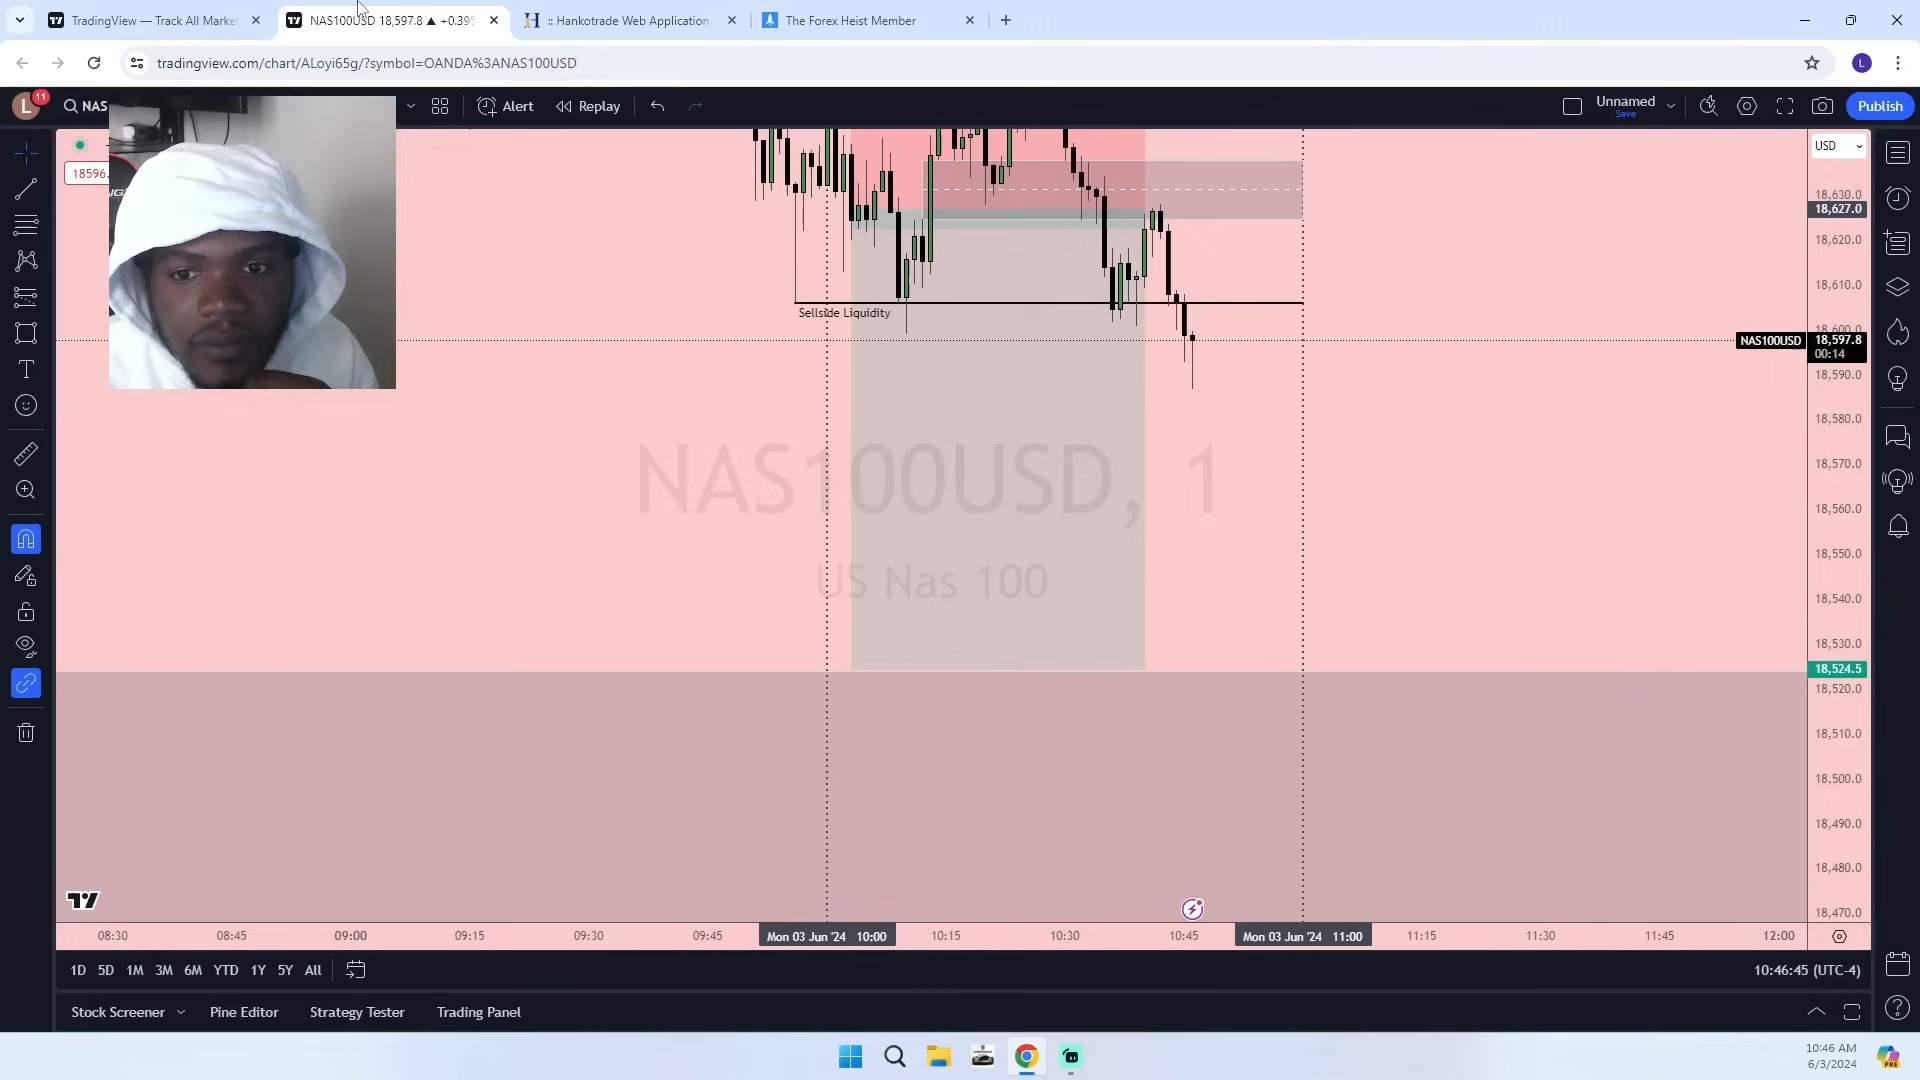 TradingView — Track All Marke
NAS100USD 18,597.8 ▲ +0.39%
:: Hankotrade Web Application
The Forex Heist Member
tradingview.com/chart/ALoyi65g/?symbol=OANDA%3ANAS100USD
L
L
11
NAS
Alert
Replay
Unnamed
Save
Publish
USD
18596.
18,630.0
18,627.0
18,620.0
18,610.0
Sellside Liquidity
18,600.0
NAS100USD
18,597.8
00:14
18,590.0
18,580.0
18,570.0
18,560.0
18,550.0
18,540.0
18,530.0
18,524.5
18,520.0
18,510.0
18,500.0
18,490.0
18,480.0
18,470.0
NAS100USD, 1
US Nas 100
08:30 08:45 09:00 09:15 09:30 09:45 Mon 03 Jun '24 10:00 10:15 10:30 10:45 Mon 03 Jun '24 11:00 11:15 11:30 11:45 12:00
1D 5D 1M 3M 6M YTD 1Y 5Y All
10:46:45 (UTC-4)
Stock Screener Pine Editor Strategy Tester Trading Panel
10:46 AM
6/3/2024
PRE